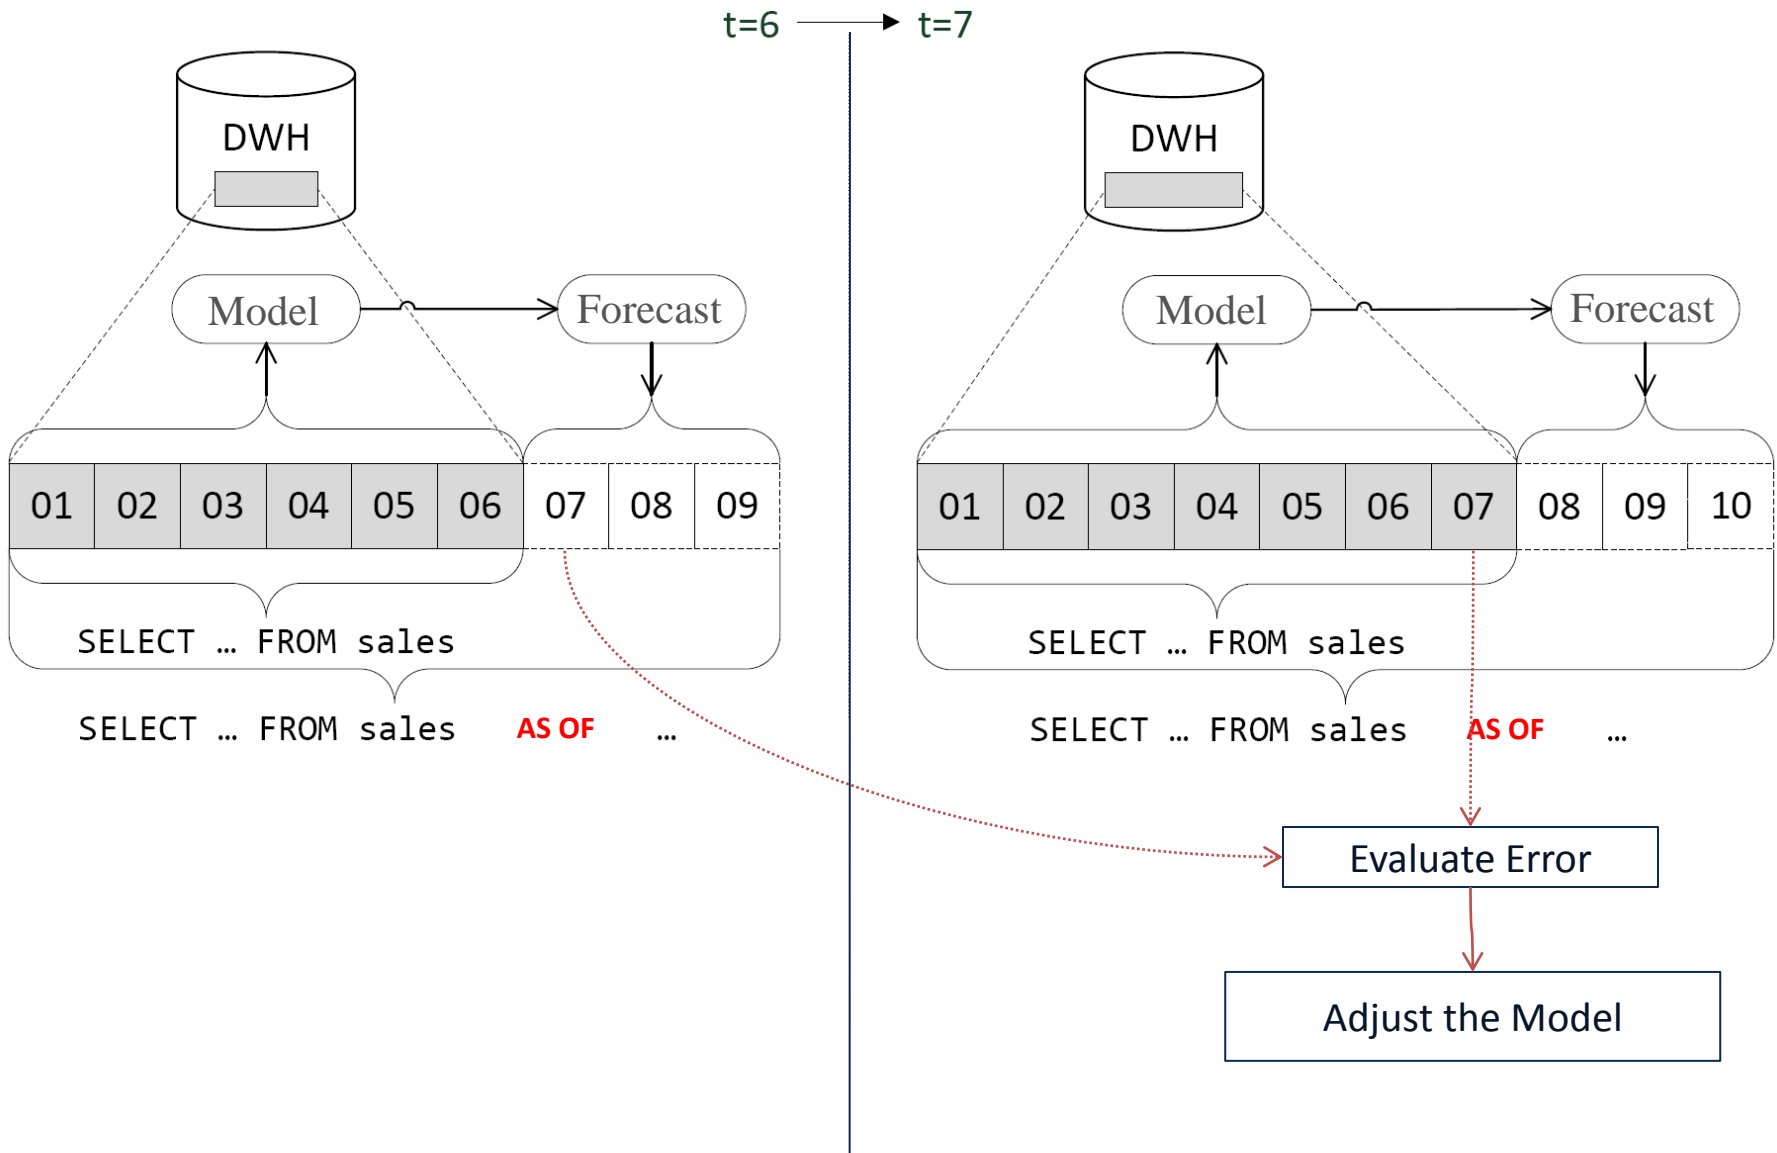 t=6
t=7
DWH
Model
Forecast
01 02 03 04 05 06 07 08 09
SELECT … FROM sales
SELECT … FROM sales AS OF …
DWH
Model
Forecast
01 02 03 04 05 06 07 08 09 10
SELECT … FROM sales
SELECT … FROM sales AS OF …
Evaluate Error
Adjust the Model